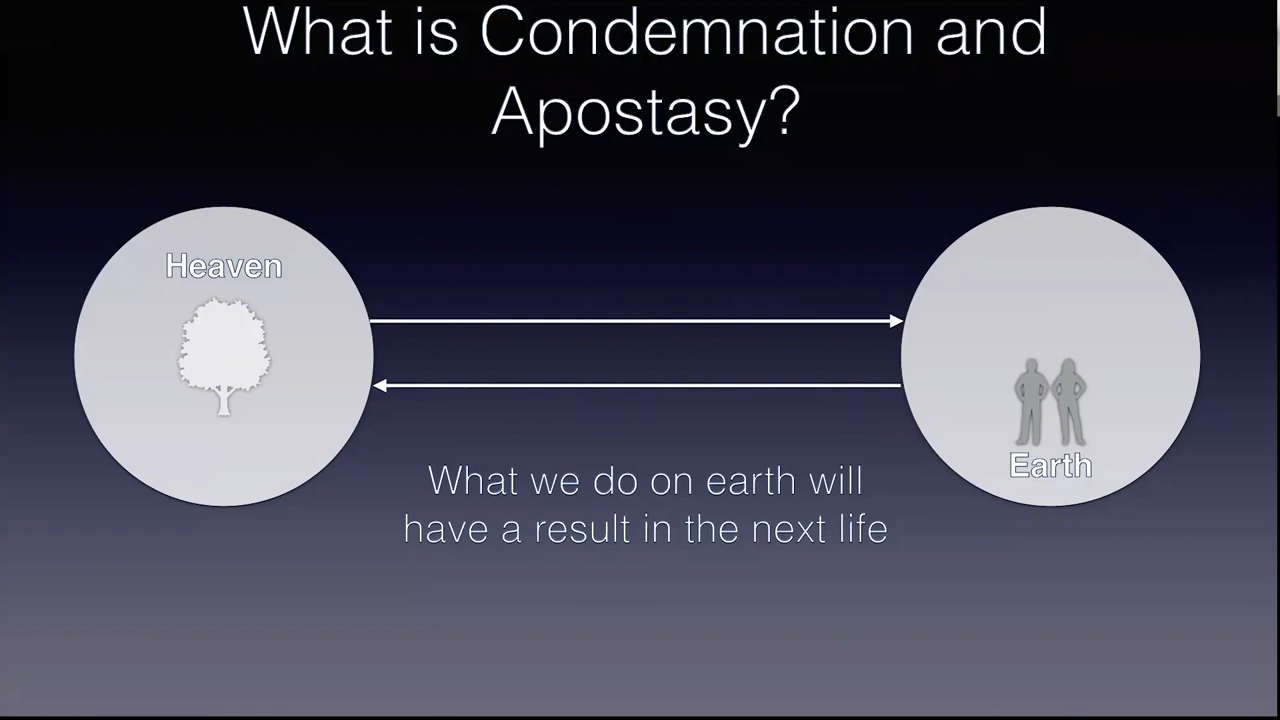 What is Condemnation and
Apostasy?
Heaven
What we do on earth will
have a result in the next life
Earth